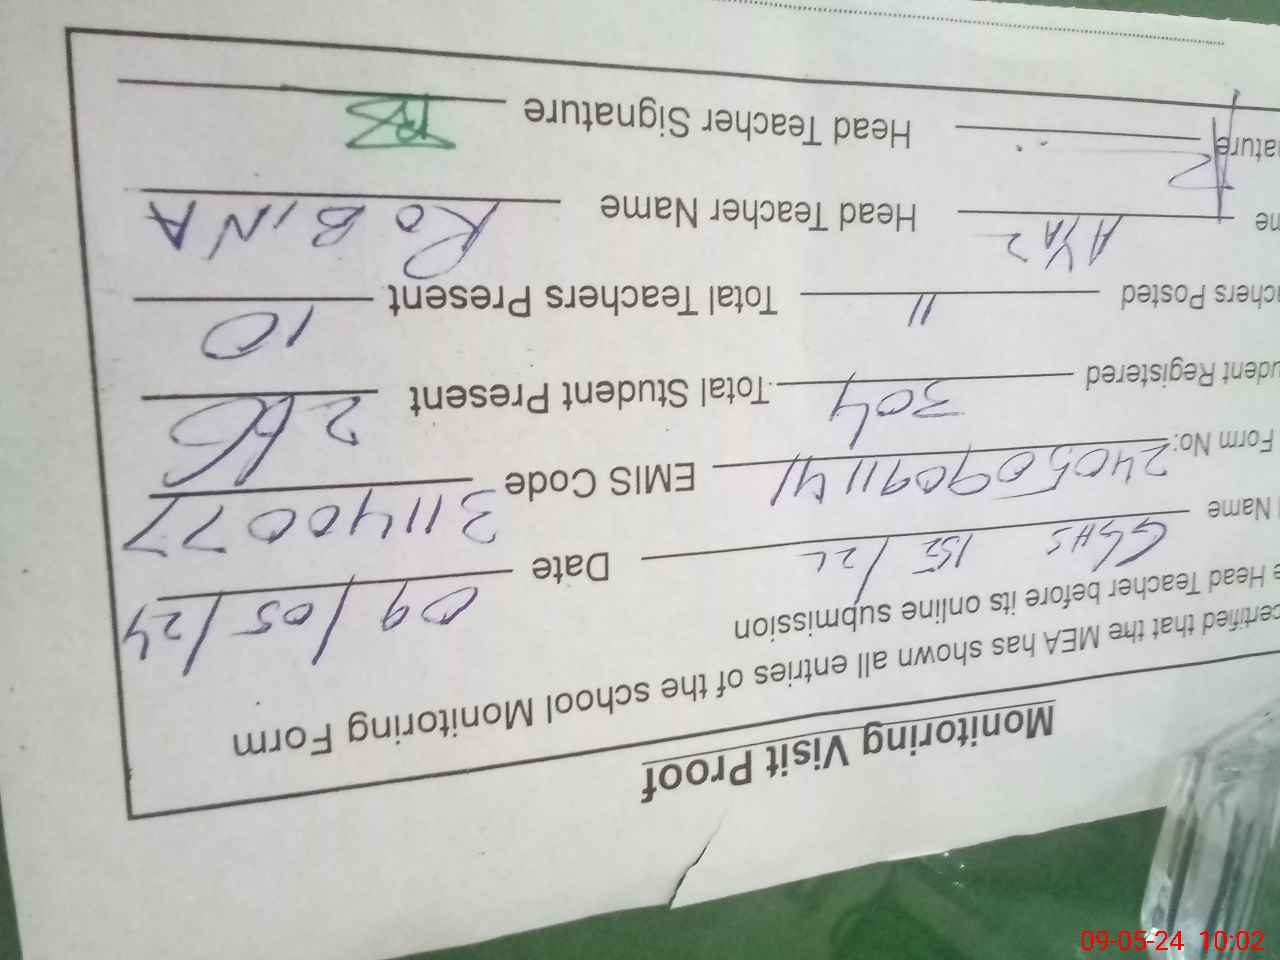 Monitoring Visit Proof
certified that the MEA has shown all entries of the school Monitoring Form
Head Teacher before its online submission
Name GGHS 152/2L Date 09/05/24
Form No: 240509091141 EMIS Code 31140077
udent Registered 304 Total Student Present
chers Posted 11 Total Teachers Present 10
me Head Teacher Name ROBINA
ature Head Teacher Signature
09-05-24 10:02